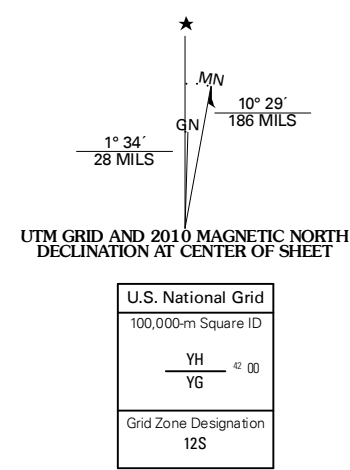 ★
MN
GN
10° 29´
186 MILS
1° 34´
28 MILS
UTM GRID AND 2010 MAGNETIC NORTH
DECLINATION AT CENTER OF SHEET
U.S. National Grid
100,000-m Square ID
YH
YG
42 00
Grid Zone Designation
12S